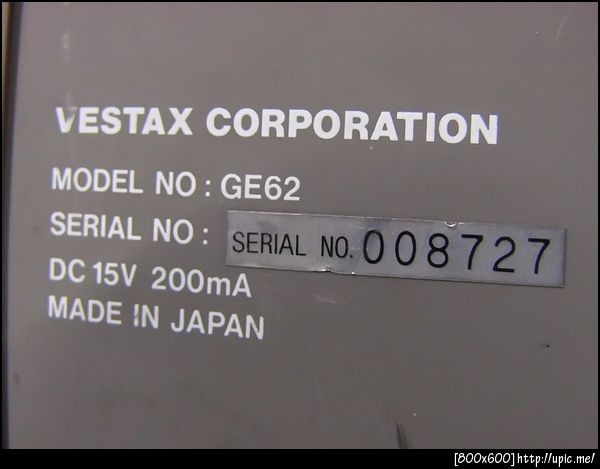 VESTAX CORPORATION
MODEL NO : GE62
SERIAL NO : SERIAL NO. 008727
DC 15V 200mA
MADE IN JAPAN
[800x600] http://upic.me/